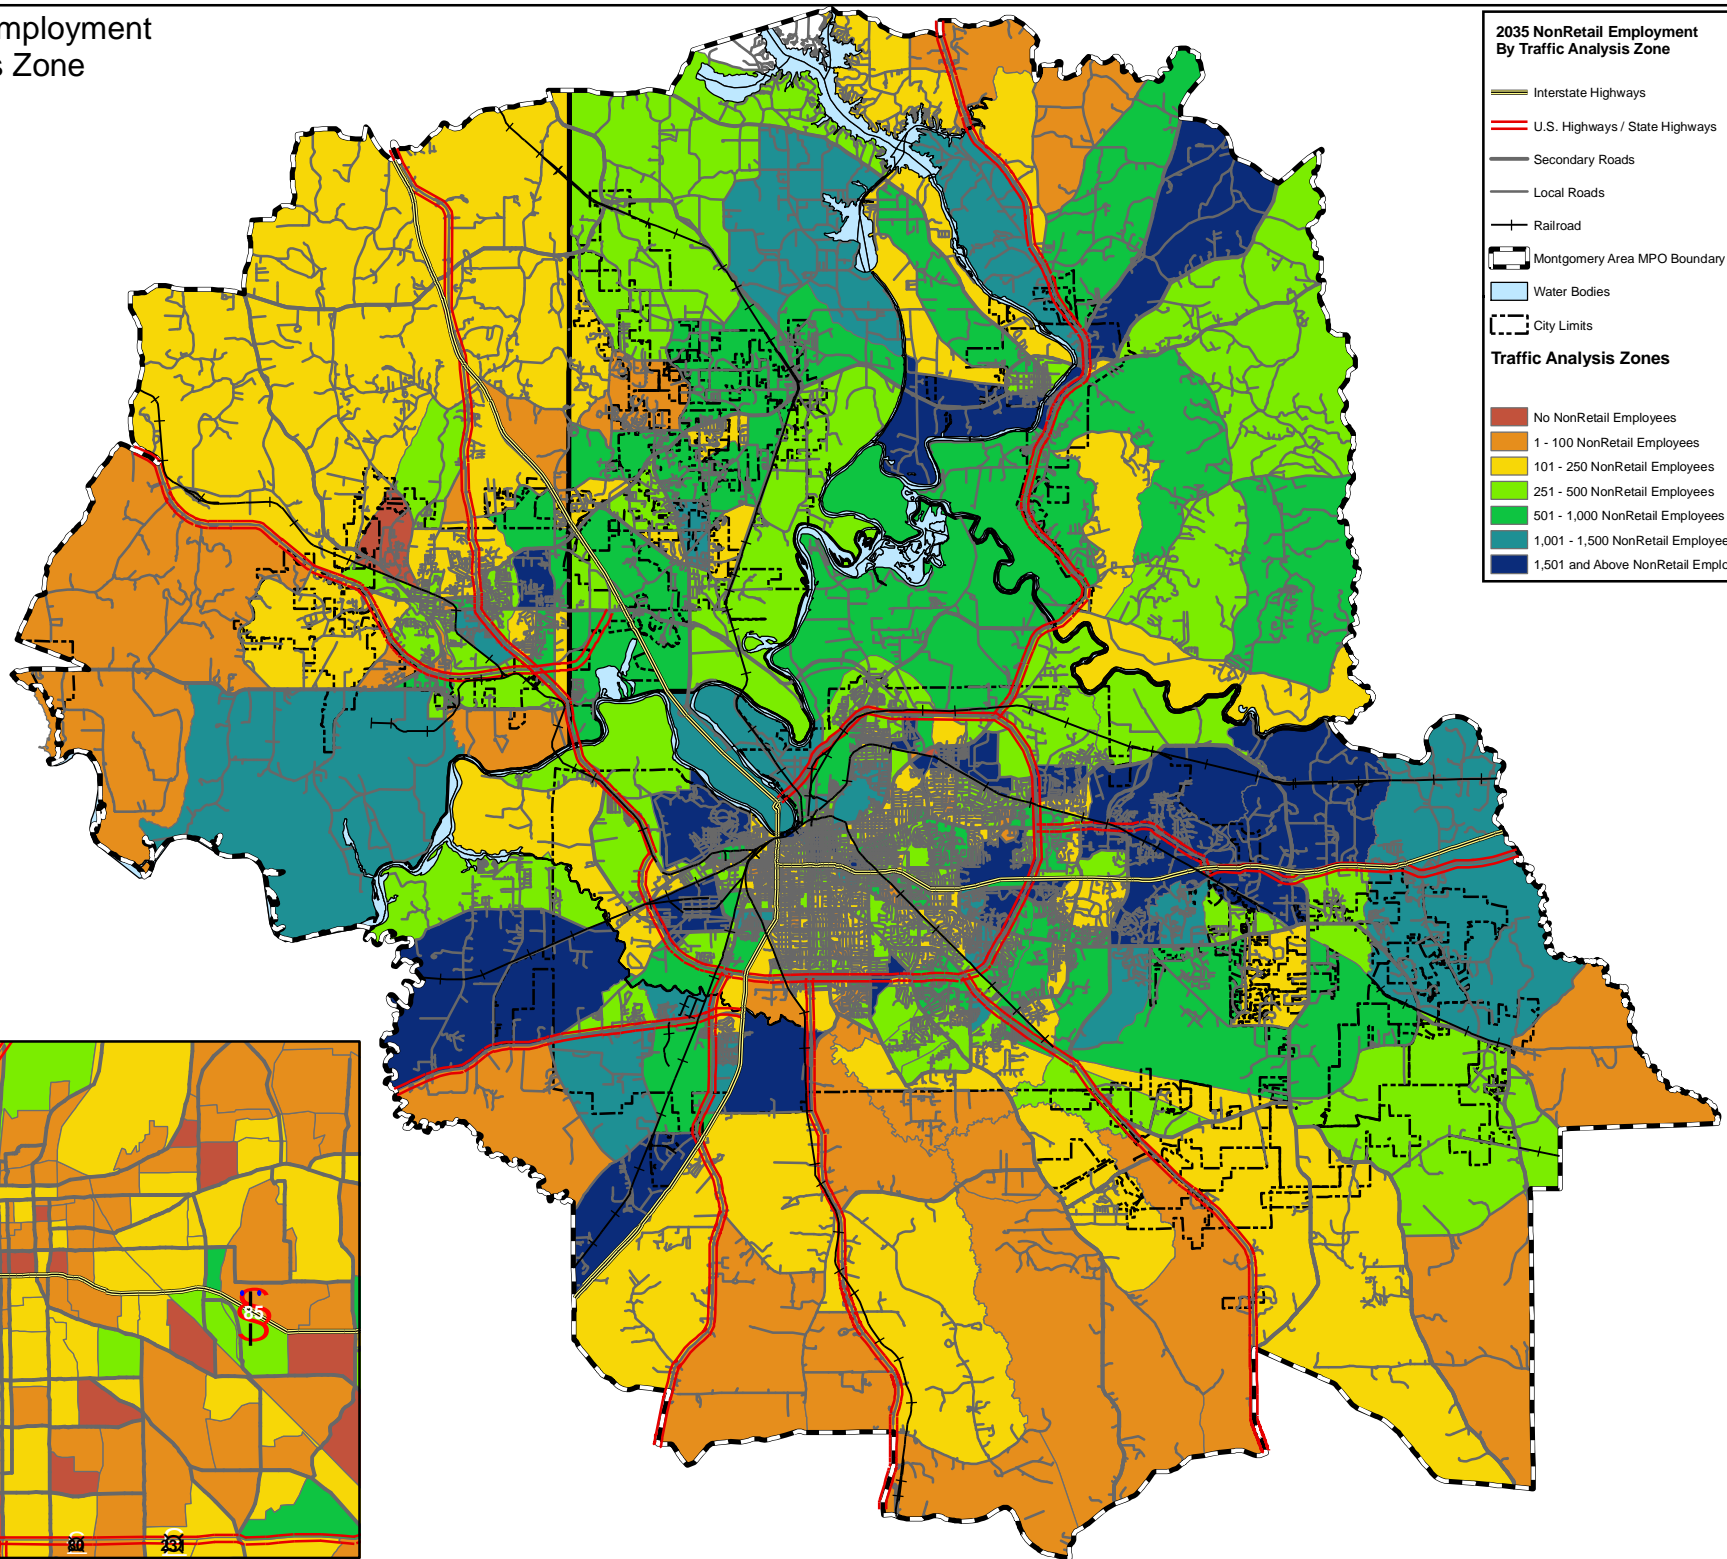 mployment
s Zone
2035 NonRetail Employment
By Traffic Analysis Zone
Interstate Highways
U.S. Highways / State Highways
Secondary Roads
Local Roads
Railroad
Montgomery Area MPO Boundary
Water Bodies
City Limits
Traffic Analysis Zones
No NonRetail Employees
1 - 100 NonRetail Employees
101 - 250 NonRetail Employees
251 - 500 NonRetail Employees
501 - 1,000 NonRetail Employees
1,001 - 1,500 NonRetail Employee
1,501 and Above NonRetail Emplo
85
80
231